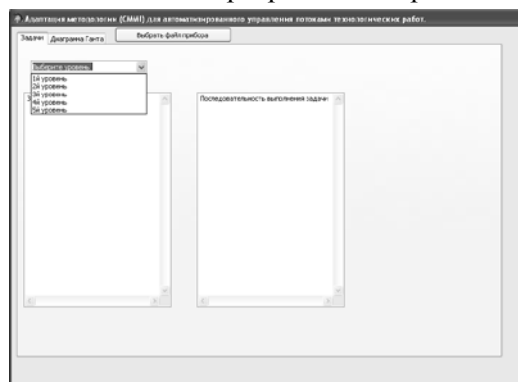 Адаптация методологии (CMMI) для автоматизированного управления потоками технологических работ.
Задачи
Диаграмма Ганта
Выбрать файл прибора
Выберите уровень
1й уровень
2й уровень
3й уровень
4й уровень
5й уровень
Последовательность выполнения задачи